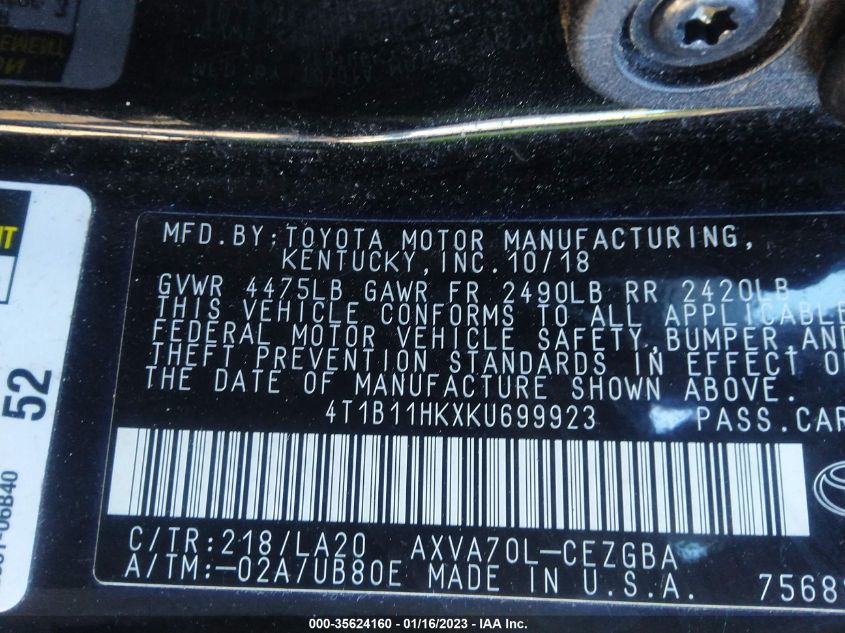 MFD.BY:TOYOTA MOTOR MANUFACTURING,
KENTUCKY,INC.10/18
GVWR 4475LB GAWR FR 2490LB RR 2420LB
THIS VEHICLE CONFORMS TO ALL APPLICABLE
FEDERAL MOTOR VEHICLE SAFETY,BUMPER,AND
THEFT PREVENTION STANDARDS IN EFFECT O
THE DATE OF MANUFACTURE SHOWN ABOVE.
4T1B11HKXKU699923 PASS.CAR
C/TR:218/LA20 AXVA70L-CEZGBA
A/TM:-02A/UB80E MADE IN U.S.A. 7568
52
06B40
000-35624160 - 01/16/2023 - IAA Inc.